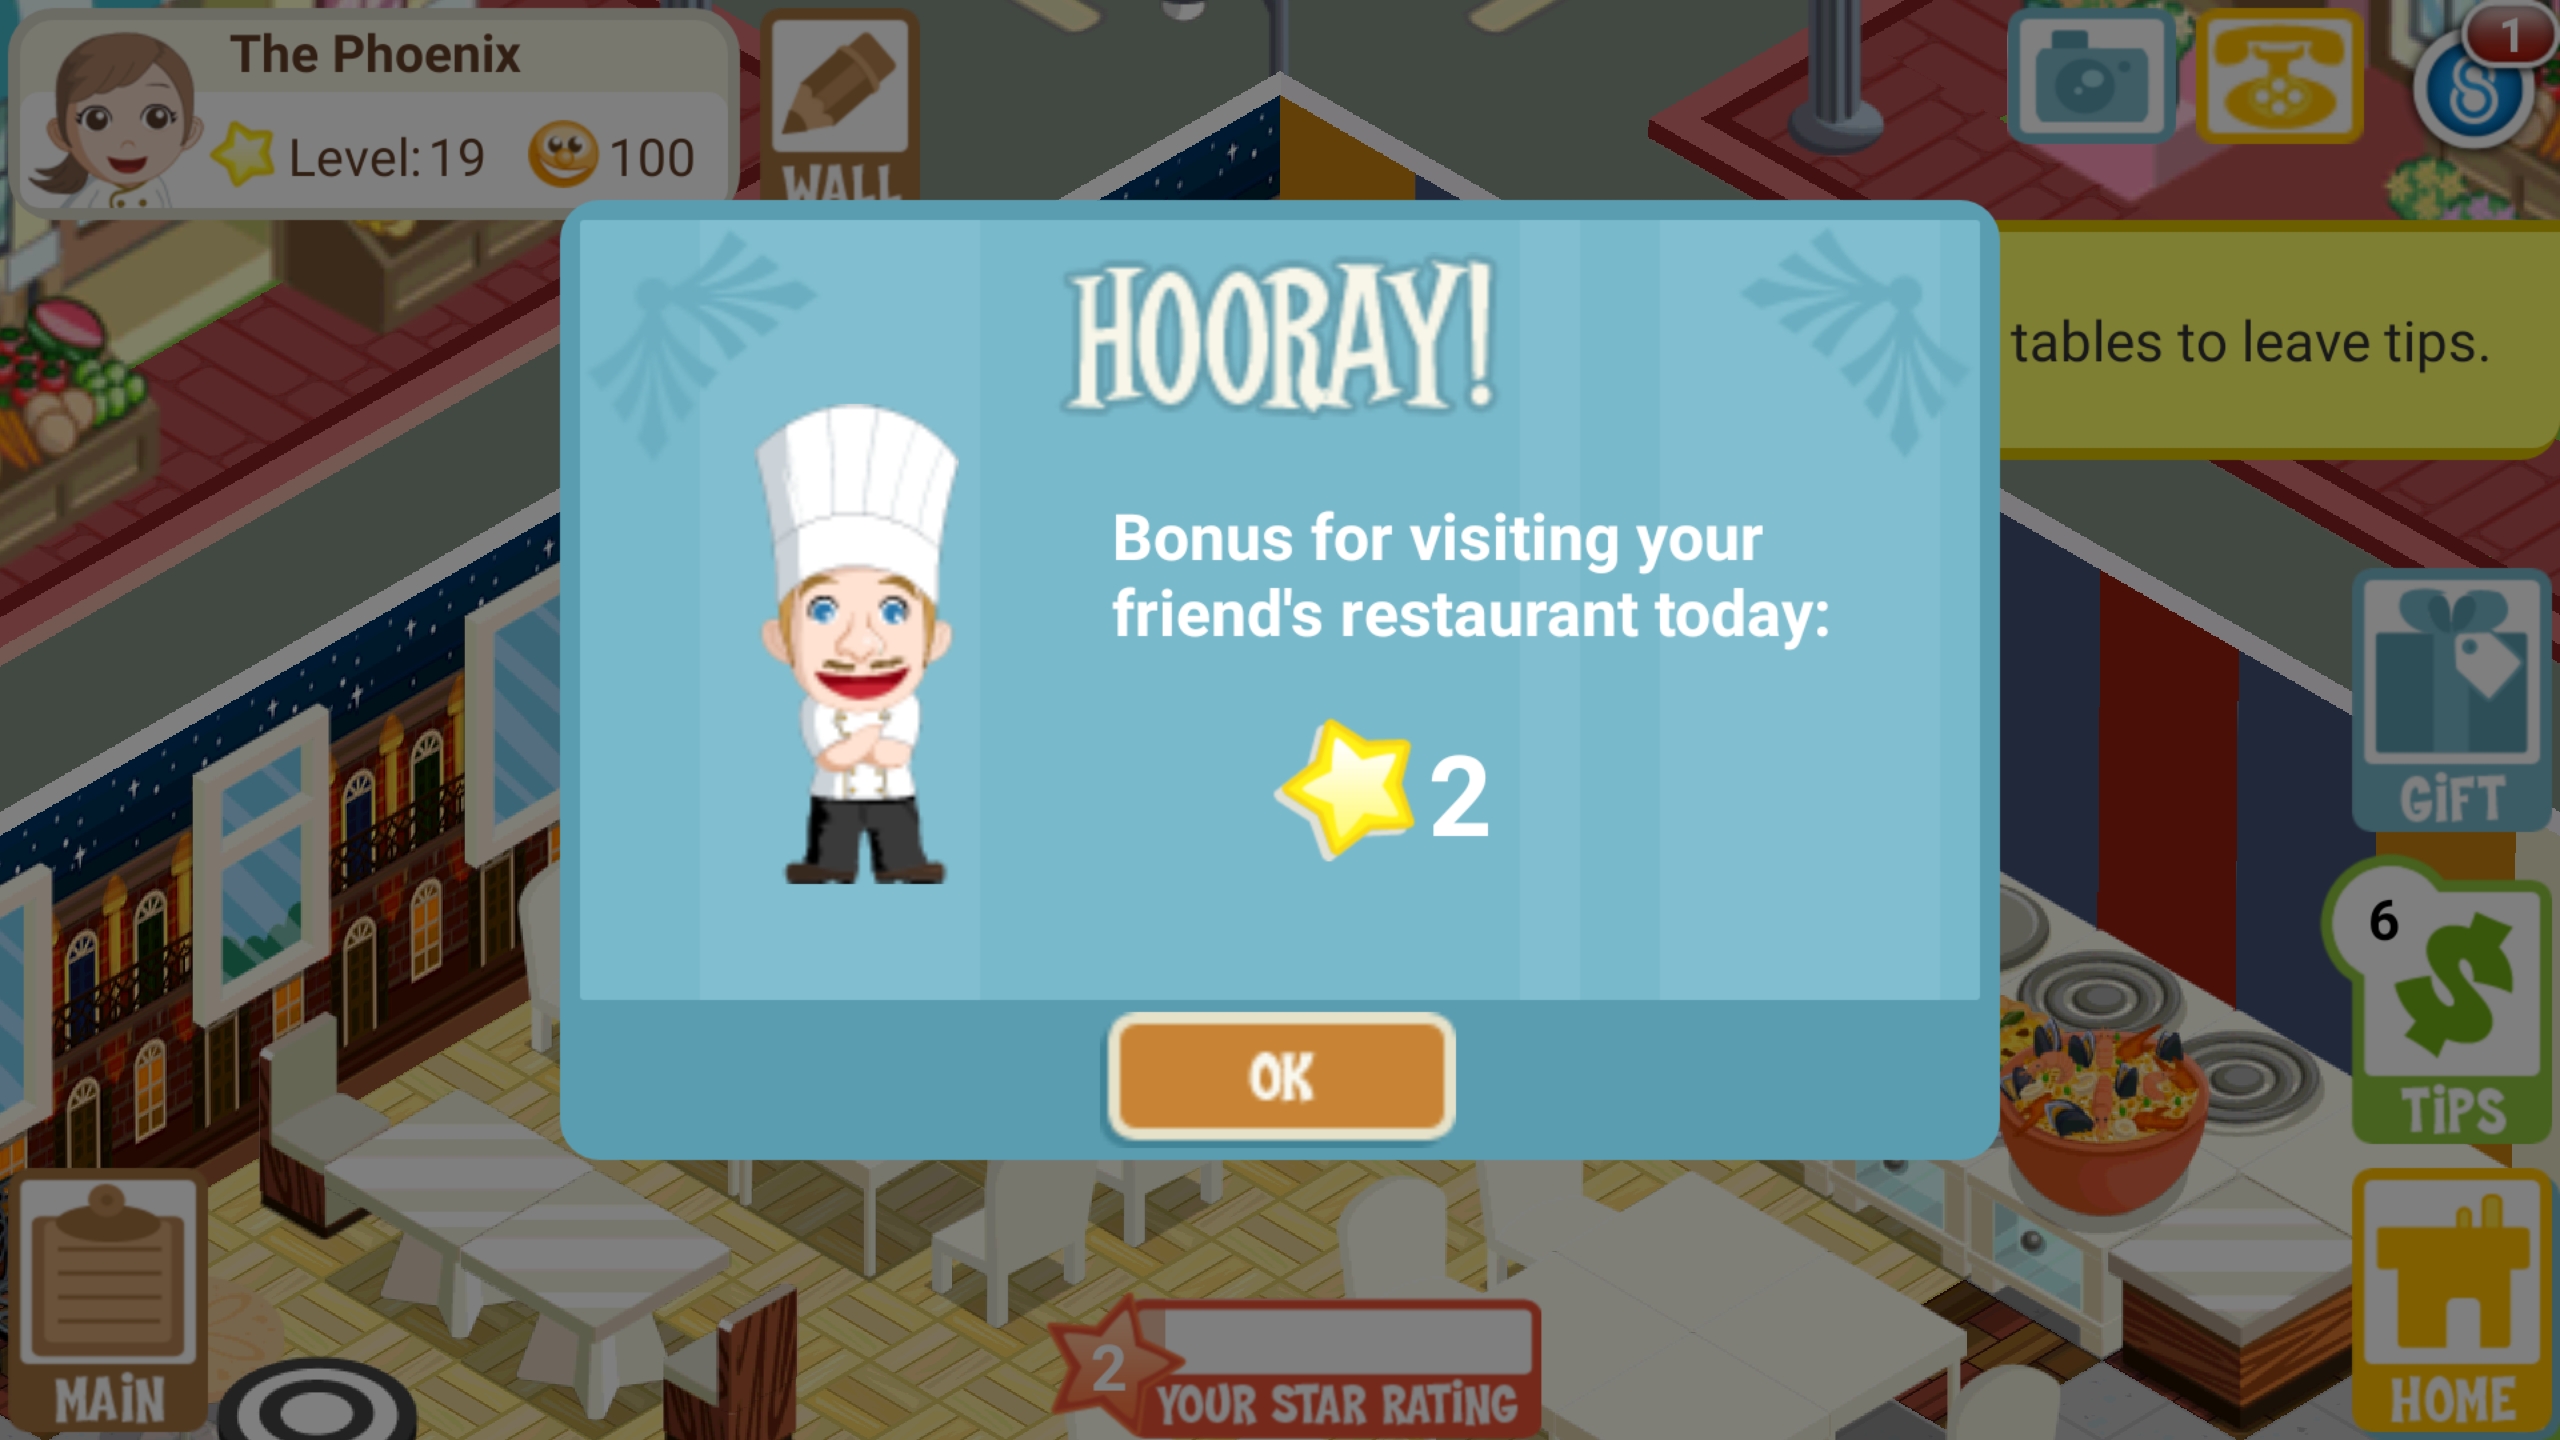 The Phoenix
Level: 19
100
WALL
1
HOORAY!
tables to leave tips.
Bonus for visiting your
friend's restaurant today:
2
GIFT
6
TIPS
OK
MAIN
2
YOUR STAR RATING
HOME